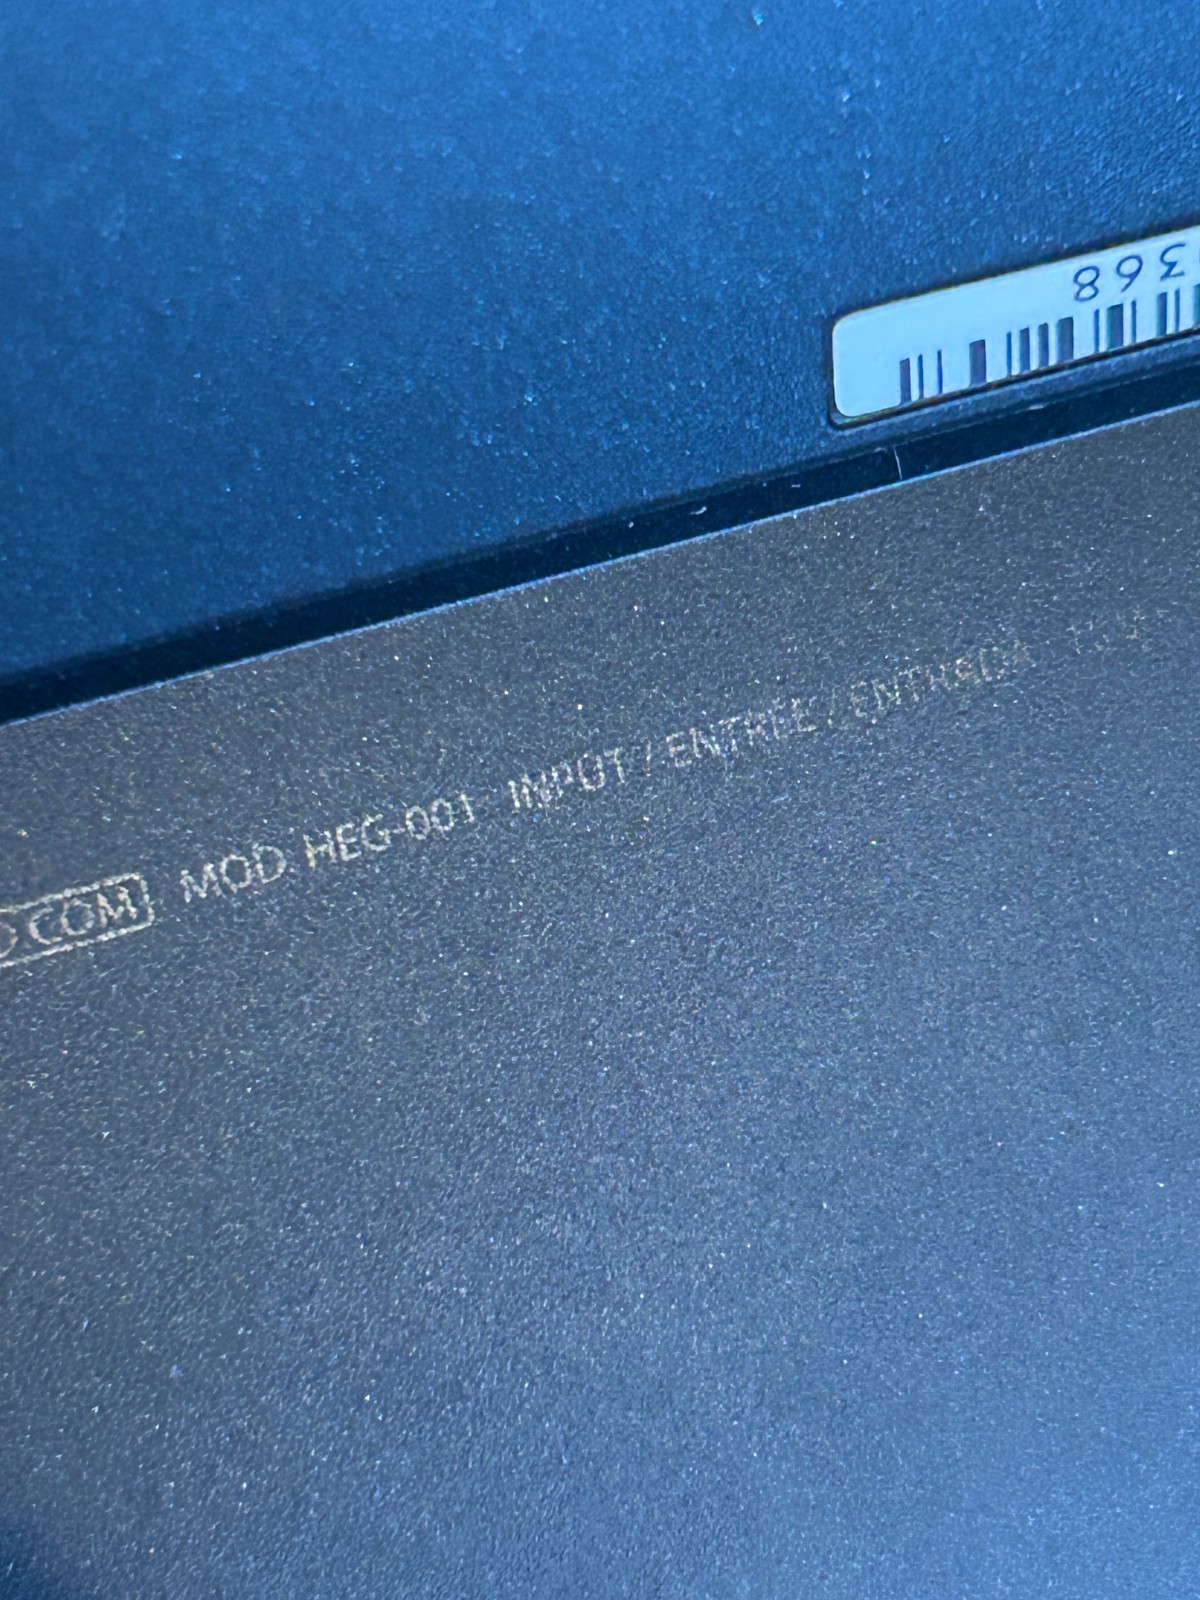 368
COM MOD HEG-001 INPUT / ENTRÉE / ENTRADA